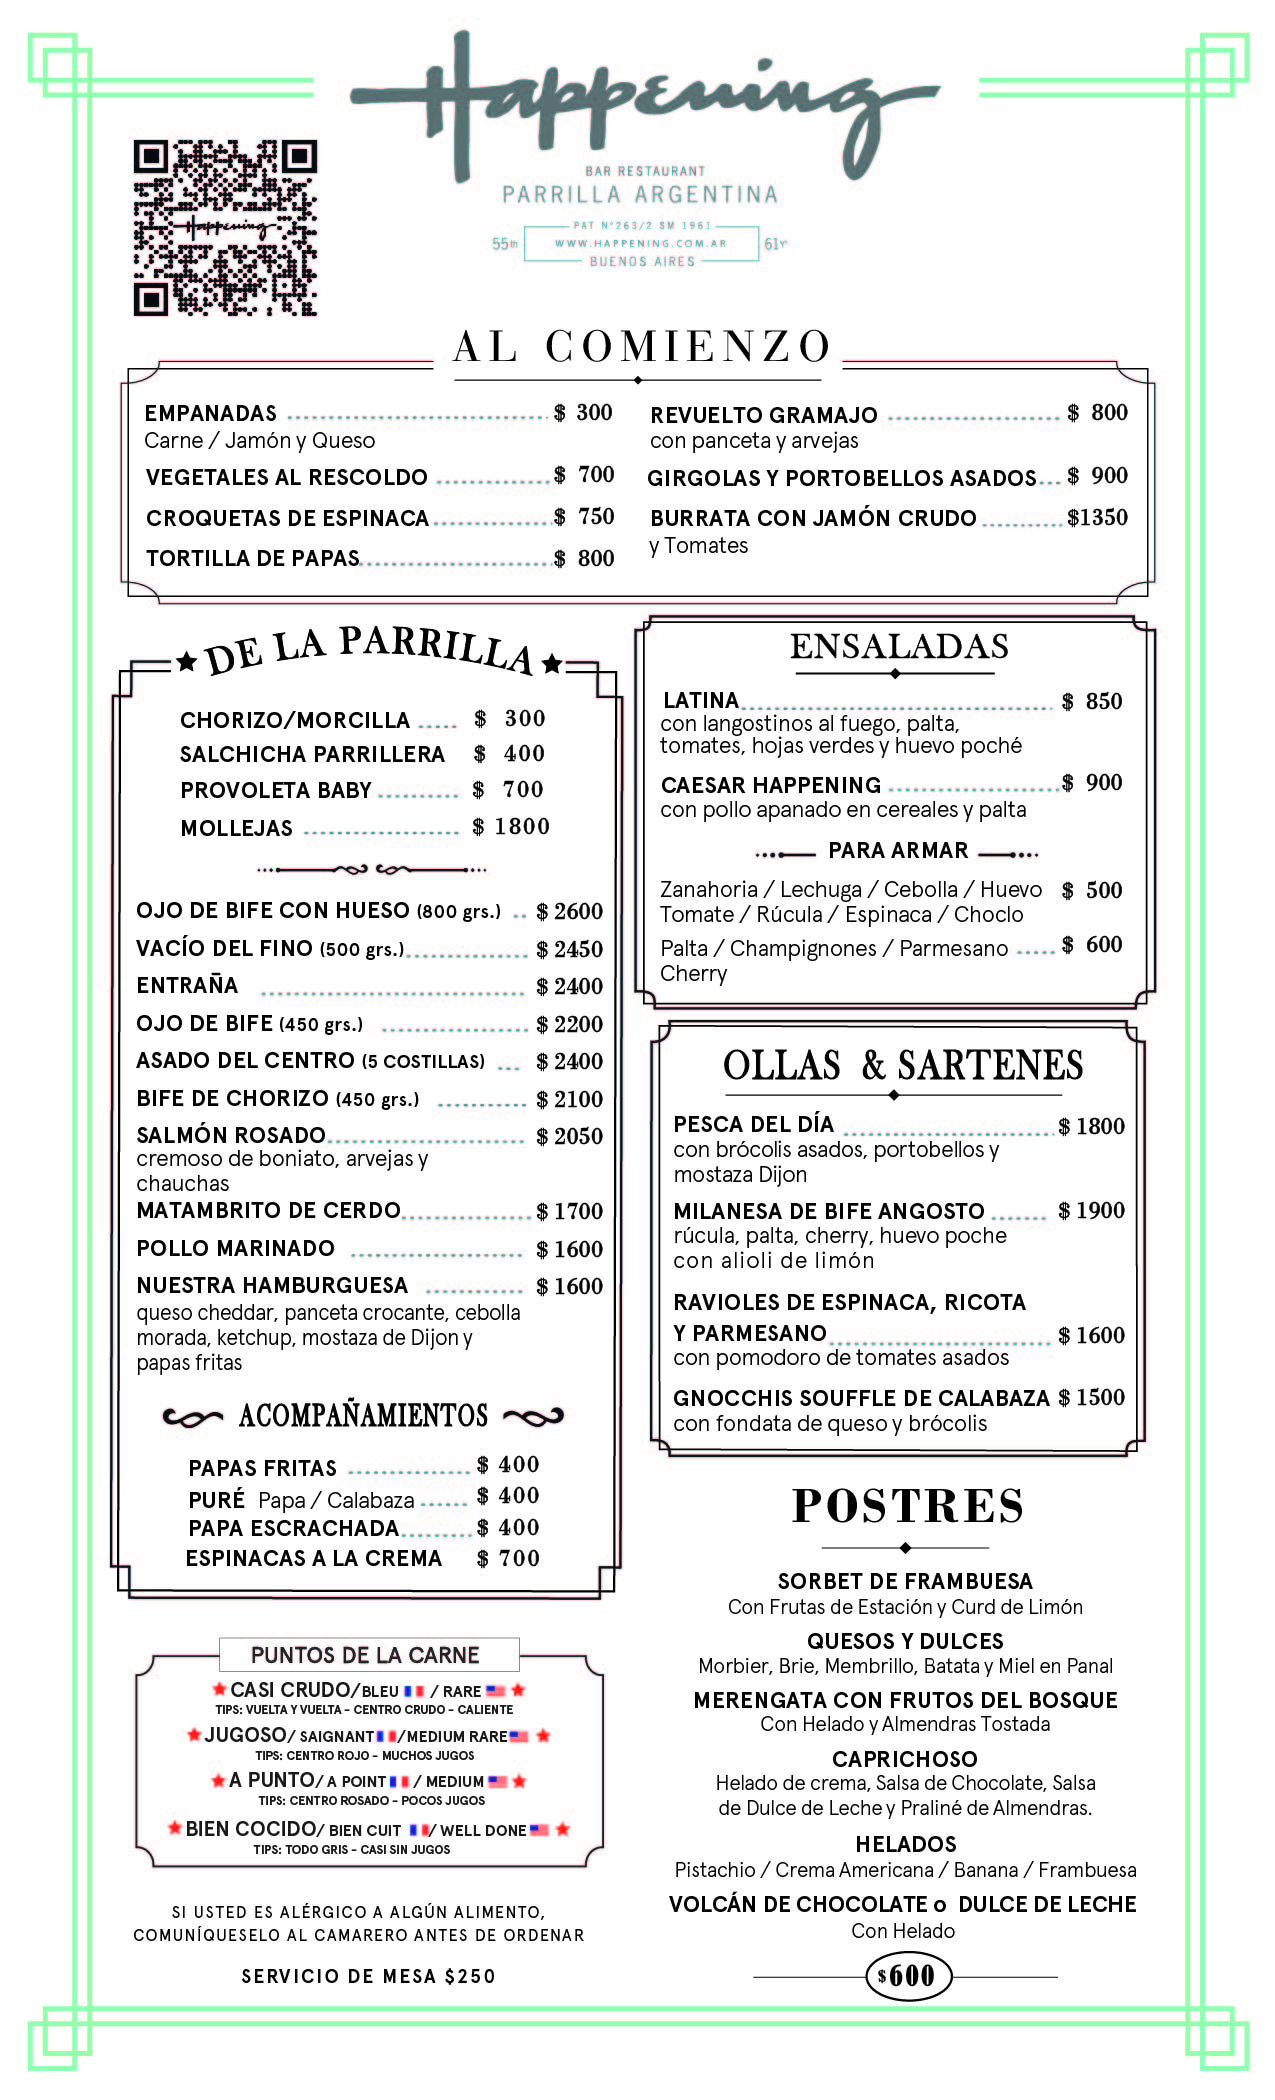 Happening
BAR RESTAURANT
PARRILLA ARGENTINA
PAT N°263/2 SM 1961
55th WWW.HAPPENING.COM.AR 61Yº
BUENOS AIRES
Happening
AL COMIENZO
EMPANADAS $ 300
Carne / Jamón y Queso
VEGETALES AL RESCOLDO $ 700
CROQUETAS DE ESPINACA $ 750
TORTILLA DE PAPAS $ 800
REVUELTO GRAMAJO $ 800
con panceta y arvejas
GIRGOLAS Y PORTOBELLOS ASADOS $ 900
BURRATA CON JAMÓN CRUDO $1350
y Tomates
DE LA PARRILLA
CHORIZO/MORCILLA $ 300
SALCHICHA PARRILLERA $ 400
PROVOLETA BABY $ 700
MOLLEJAS $ 1800
OJO DE BIFE CON HUESO (800 grs.) $ 2600
VACÍO DEL FINO (500 grs.) $ 2450
ENTRAÑA $ 2400
OJO DE BIFE (450 grs.) $ 2200
ASADO DEL CENTRO (5 COSTILLAS) $ 2400
BIFE DE CHORIZO (450 grs.) $ 2100
SALMÓN ROSADO $ 2050
cremoso de boniato, arvejas y
chauchas
MATAMBRITO DE CERDO $ 1700
POLLO MARINADO $ 1600
NUESTRA HAMBURGUESA $ 1600
queso cheddar, panceta crocante, cebolla
morada, ketchup, mostaza de Dijon y
papas fritas
ACOMPAÑAMIENTOS
PAPAS FRITAS $ 400
PURÉ Papa / Calabaza $ 400
PAPA ESCRACHADA $ 400
ESPINACAS A LA CREMA $ 700
ENSALADAS
LATINA $ 850
con langostinos al fuego, palta,
tomates, hojas verdes y huevo poché
CAESAR HAPPENING $ 900
con pollo apanado en cereales y palta
PARA ARMAR
Zanahoria / Lechuga / Cebolla / Huevo $ 500
Tomate / Rúcula / Espinaca / Choclo
Palta / Champignones / Parmesano $ 600
Cherry
OLLAS & SARTENES
PESCA DEL DÍA $ 1800
con brócolis asados, portobellos y
mostaza Dijon
MILANESA DE BIFE ANGOSTO $ 1900
rúcula, palta, cherry, huevo poche
con alioli de limón
RAVIOLES DE ESPINACA, RICOTA
Y PARMESANO $ 1600
con pomodoro de tomates asados
GNOCCHIS SOUFFLE DE CALABAZA $ 1500
con fondata de queso y brócolis
POSTRES
SORBET DE FRAMBUESA
Con Frutas de Estación y Curd de Limón
QUESOS Y DULCES
Morbier, Brie, Membrillo, Batata y Miel en Panal
MERENGATA CON FRUTOS DEL BOSQUE
Con Helado y Almendras Tostada
CAPRICHOSO
Helado de crema, Salsa de Chocolate, Salsa
de Dulce de Leche y Praliné de Almendras.
HELADOS
Pistachio / Crema Americana / Banana / Frambuesa
VOLCÁN DE CHOCOLATE o DULCE DE LECHE
Con Helado
$600
PUNTOS DE LA CARNE
CASI CRUDO/BLEU / RARE
TIPS: VUELTA Y VUELTA - CENTRO CRUDO - CALIENTE
JUGOSO/ SAIGNANT /MEDIUM RARE
TIPS: CENTRO ROJO - MUCHOS JUGOS
A PUNTO/ A POINT / MEDIUM
TIPS: CENTRO ROSADO - POCOS JUGOS
BIEN COCIDO/ BIEN CUIT / WELL DONE
TIPS: TODO GRIS - CASI SIN JUGOS
SI USTED ES ALÉRGICO A ALGÚN ALIMENTO,
COMUNÍQUESELO AL CAMARERO ANTES DE ORDENAR
SERVICIO DE MESA $250